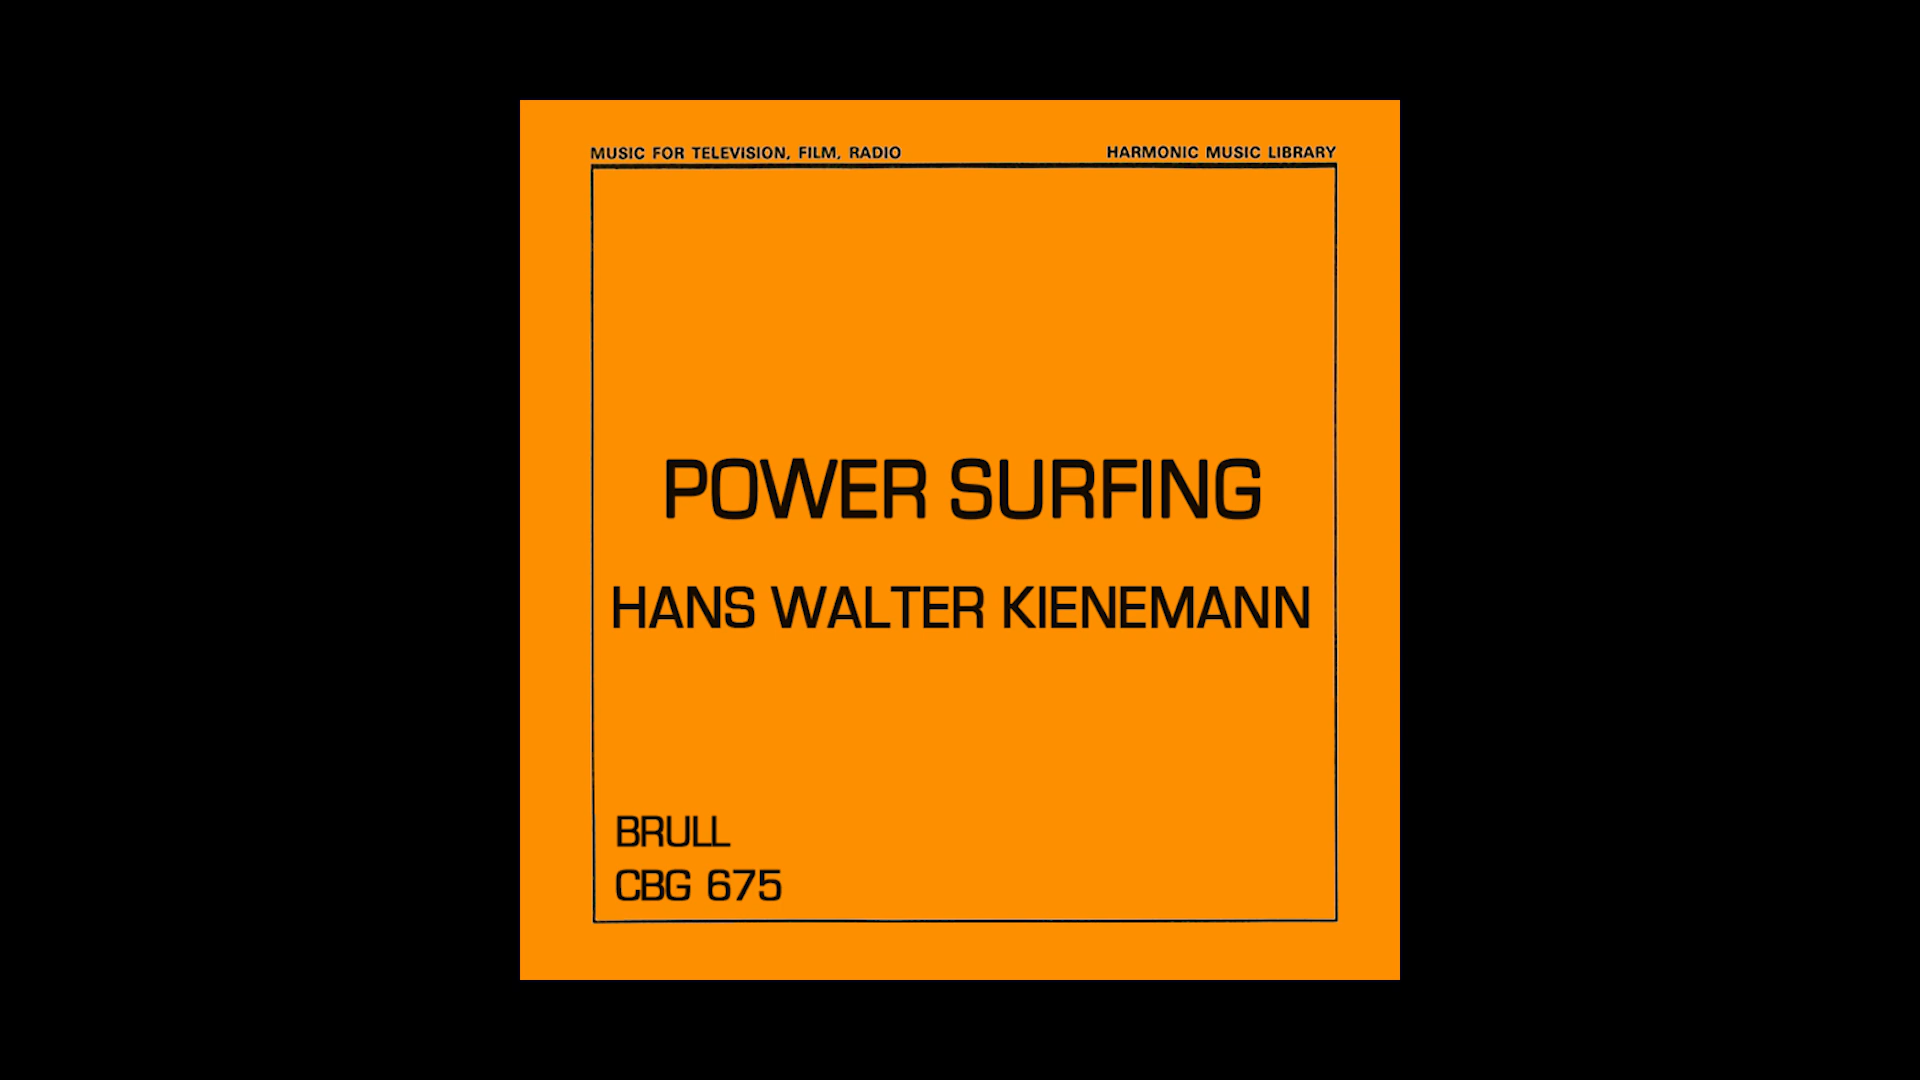 MUSIC FOR TELEVISION, FILM, RADIO
HARMONIC MUSIC LIBRARY
POWER SURFING
HANS WALTER KIENEMANN
BRULL
CBG 675